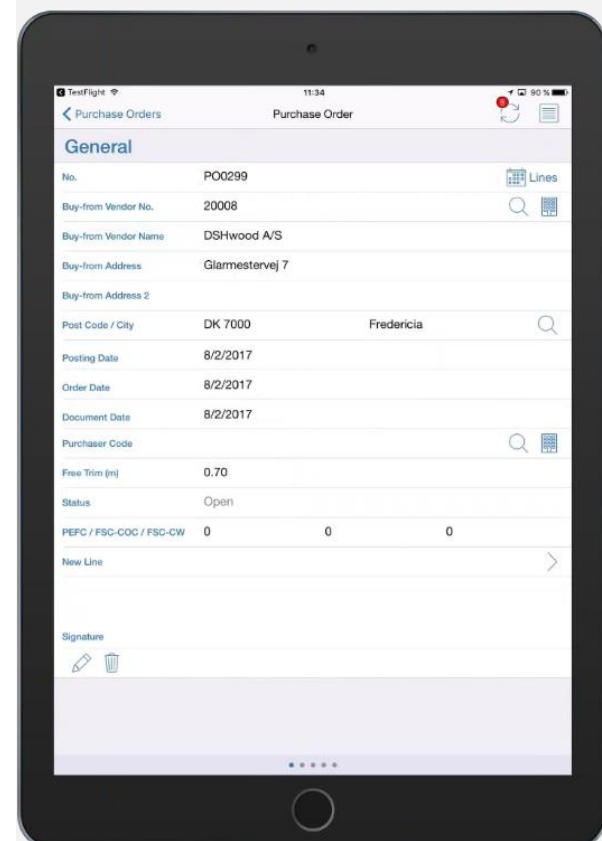 TestFlight 11:34 90 %
Purchase Orders Purchase Order 8
General
No. PO0299 Lines
Buy-from Vendor No. 20008
Buy-from Vendor Name DSHwood A/S
Buy-from Address Glarmestervej 7
Buy-from Address 2
Post Code / City DK 7000 Fredericia
Posting Date 8/2/2017
Order Date 8/2/2017
Document Date 8/2/2017
Purchaser Code
Free Trim (m) 0.70
Status Open
PEFC / FSC-COC / FSC-CW 0 0 0
New Line
Signature